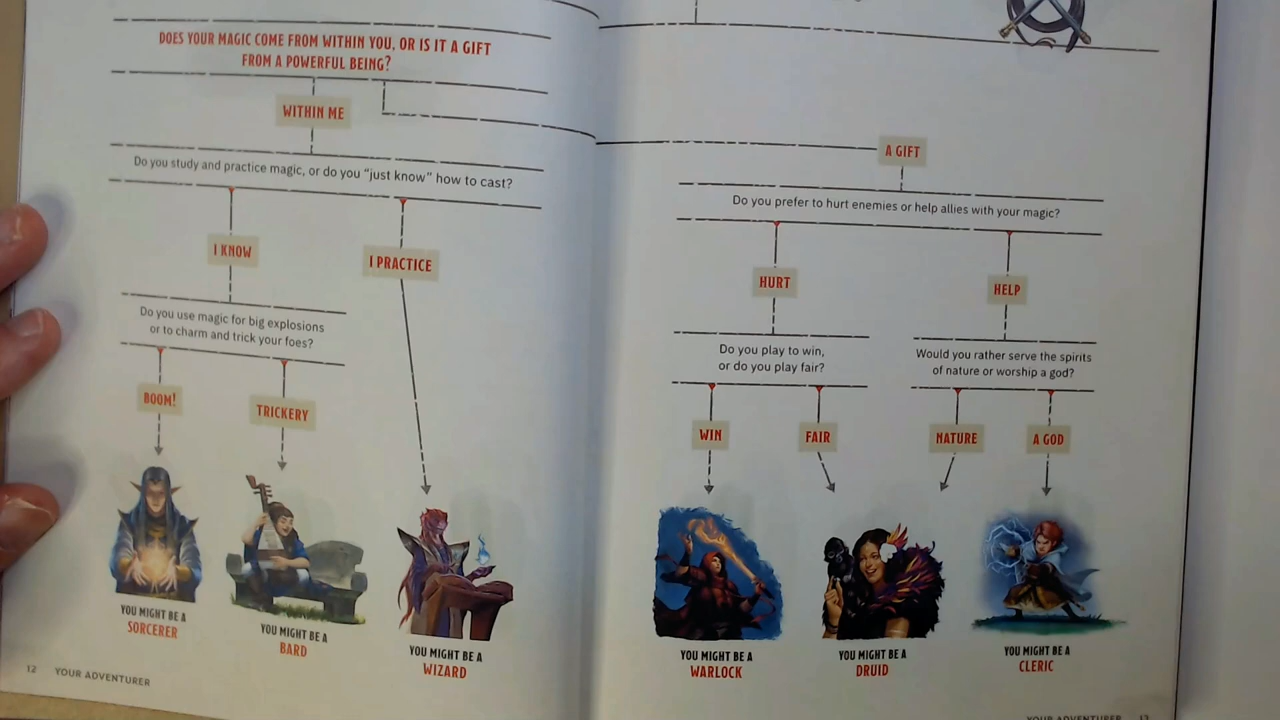 DOES YOUR MAGIC COME FROM WITHIN YOU, OR IS IT A GIFT
FROM A POWERFUL BEING?
WITHIN ME
Do you study and practice magic, or do you “just know” how to cast?
I KNOW
I PRACTICE
Do you use magic for big explosions
or to charm and trick your foes?
BOOM!
TRICKERY
YOU MIGHT BE A
SORCERER
YOU MIGHT BE A
BARD
YOU MIGHT BE A
WIZARD
12 YOUR ADVENTURER
A GIFT
Do you prefer to hurt enemies or help allies with your magic?
HURT
HELP
Do you play to win,
or do you play fair?
Would you rather serve the spirits
of nature or worship a god?
WIN
FAIR
NATURE
A GOD
YOU MIGHT BE A
WARLOCK
YOU MIGHT BE A
DRUID
YOU MIGHT BE A
CLERIC
YOUR ADVENTURER 13